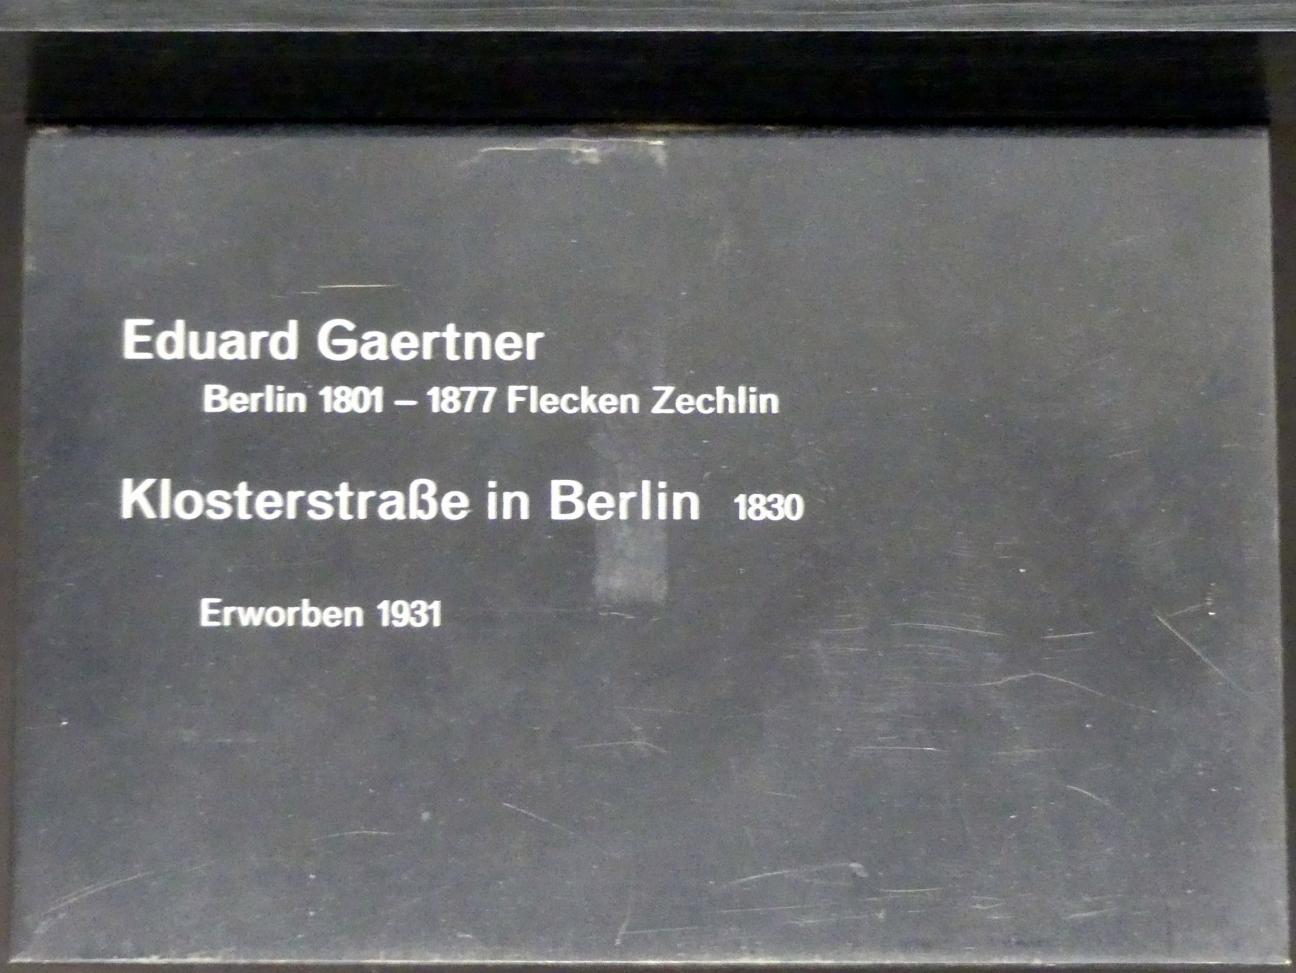 Eduard Gaertner
Berlin 1801 – 1877 Flecken Zechlin
Klosterstraße in Berlin 1830
Erworben 1931